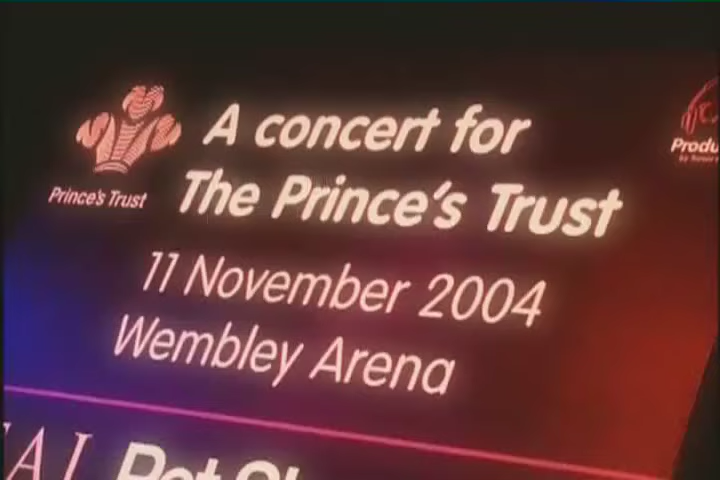 A concert for
The Prince's Trust
Prince's Trust
11 November 2004
Wembley Arena